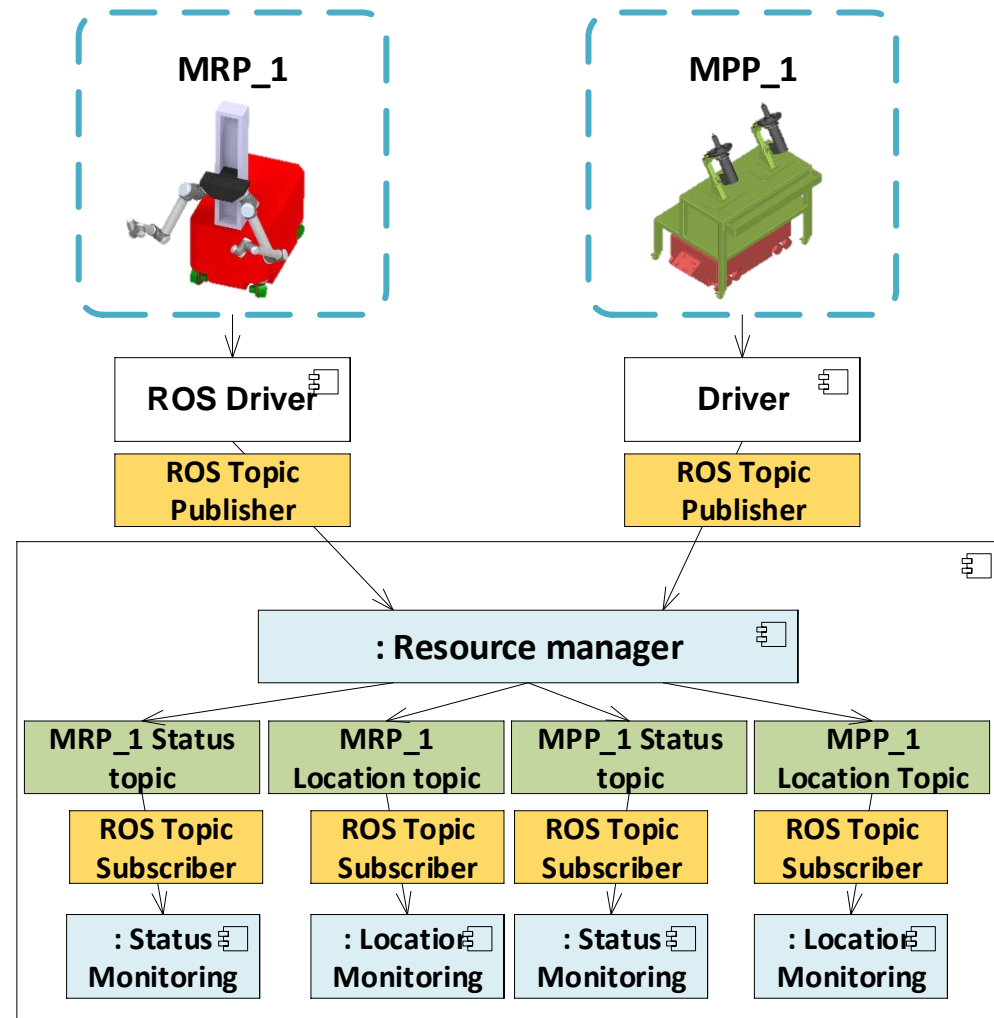 MRP_1
MPP_1
ROS Driver
Driver
ROS Topic
Publisher
ROS Topic
Publisher
: Resource manager
MRP_1 Status
topic
MRP_1
Location topic
MPP_1 Status
topic
MPP_1
Location Topic
ROS Topic
Subscriber
ROS Topic
Subscriber
ROS Topic
Subscriber
ROS Topic
Subscriber
: Status
Monitoring
: Location
Monitoring
: Status
Monitoring
: Location
Monitoring